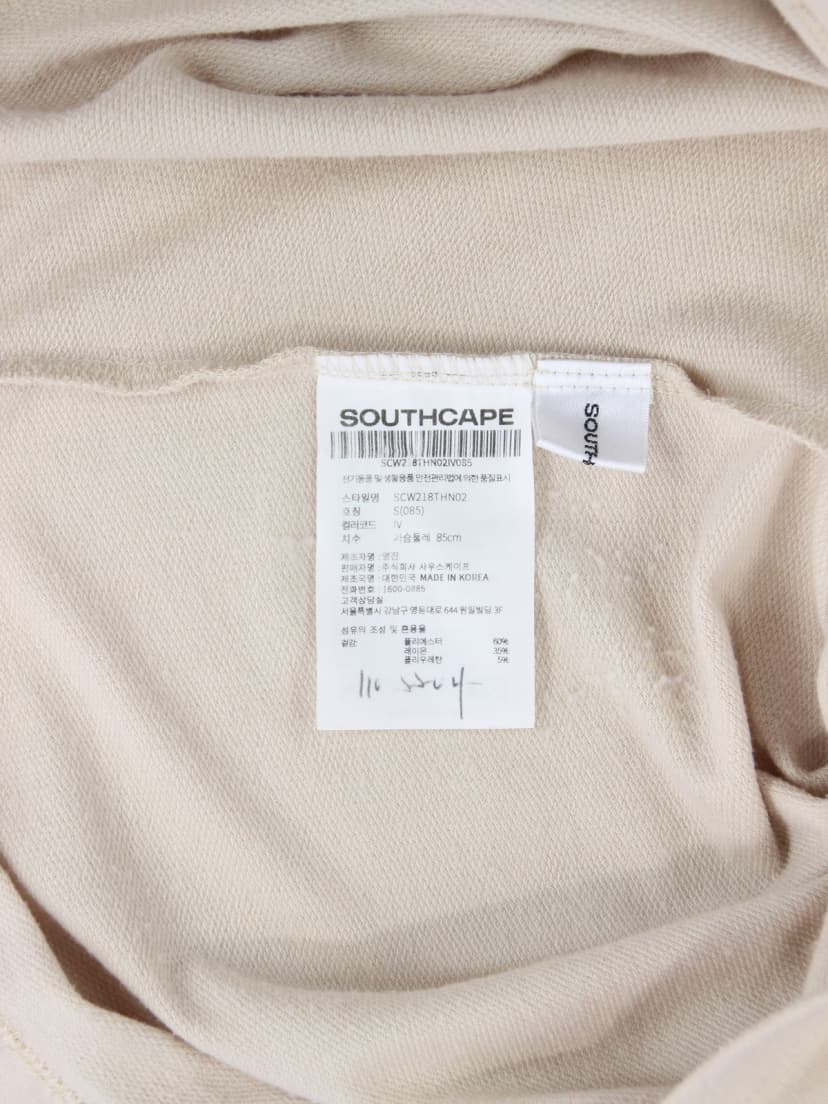 SOUTHCAPE
SCW218THN02IV085
전기용품 및 생활용품 안전관리법에 의한 품질표시
스타일명 SCW218THN02
호칭 S(085)
컬러코드 IV
치수 가슴둘레 85cm
제조자명 : 영진
판매자명 : 주식회사 사우스케이프
제조국명 : 대한민국 MADE IN KOREA
전화번호 : 1600-0885
고객상담실
서울특별시 강남구 영동대로 644 원일빌딩 3F
섬유의 조성 및 혼용율
겉감 폴리에스터 60%
레이온 35%
폴리우레탄 5%
SOUTH